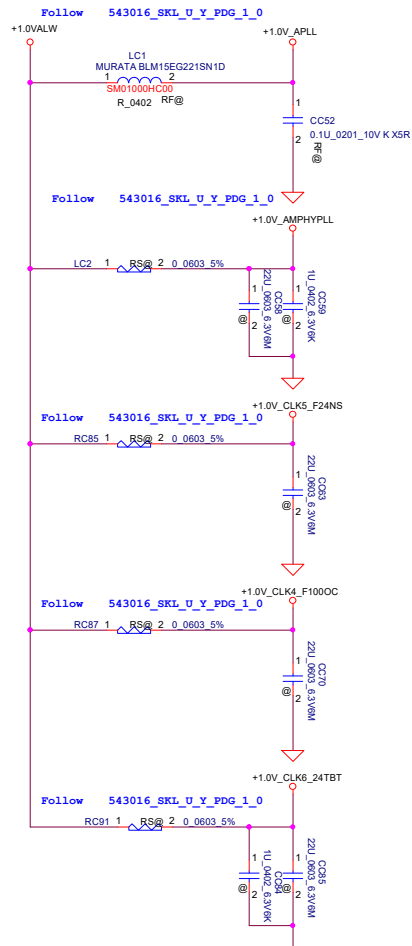 Follow 543016_SKL_U_Y_PDG_1_0
+1.0VALW
+1.0V_APLL
LC1
MURATA BLM15EG221SN1D
1 2
SM01000HC00
R_0402 RF@
1
CC52
0.1U_0201_10V K X5R
2
RF@
Follow 543016_SKL_U_Y_PDG_1_0
+1.0V_AMPHYPLL
LC2 1 RS@ 2 0_0603_5%
1
CC58
22U_0603_6.3V6M
@ 2
1
CC59
1U_0402_6.3V6K
@ 2
+1.0V_CLK5_F24NS
Follow 543016_SKL_U_Y_PDG_1_0
RC85 1 RS@ 2 0_0603_5%
1
CC63
22U_0603_6.3V6M
@
2
+1.0V_CLK4_F100OC
Follow 543016_SKL_U_Y_PDG_1_0
RC87 1 RS@ 2 0_0603_5%
1
CC70
22U_0603_6.3V6M
@
2
+1.0V_CLK6_24TBT
Follow 543016_SKL_U_Y_PDG_1_0
RC91 1 RS@ 2 0_0603_5%
1
CC84
1U_0402_6.3V6K
@ 2
1
CC85
22U_0603_6.3V6M
@ 2